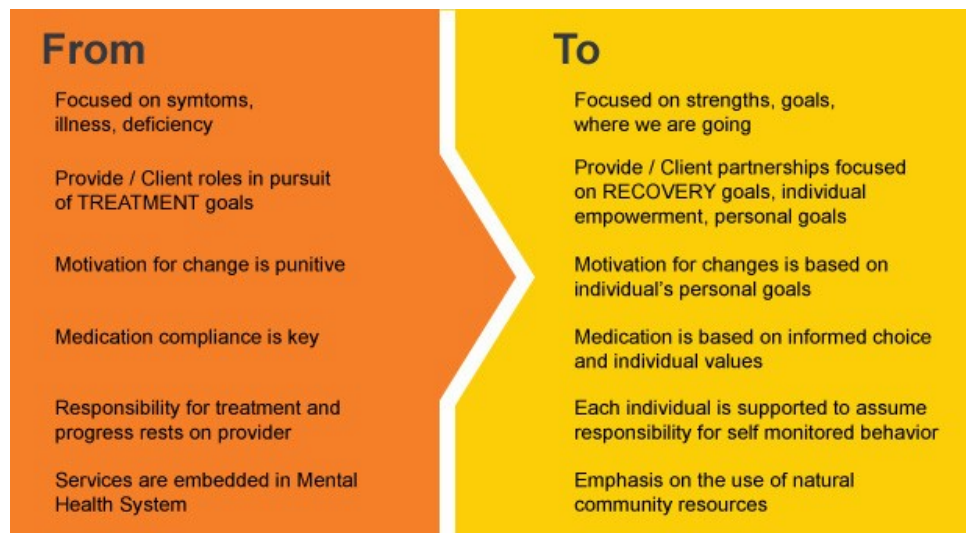 From
Focused on symtoms,
illness, deficiency
Provide / Client roles in pursuit
of TREATMENT goals
Motivation for change is punitive
Medication compliance is key
Responsibility for treatment and
progress rests on provider
Services are embedded in Mental
Health System
To
Focused on strengths, goals,
where we are going
Provide / Client partnerships focused
on RECOVERY goals, individual
empowerment, personal goals
Motivation for changes is based on
individual's personal goals
Medication is based on informed choice
and individual values
Each individual is supported to assume
responsibility for self monitored behavior
Emphasis on the use of natural
community resources